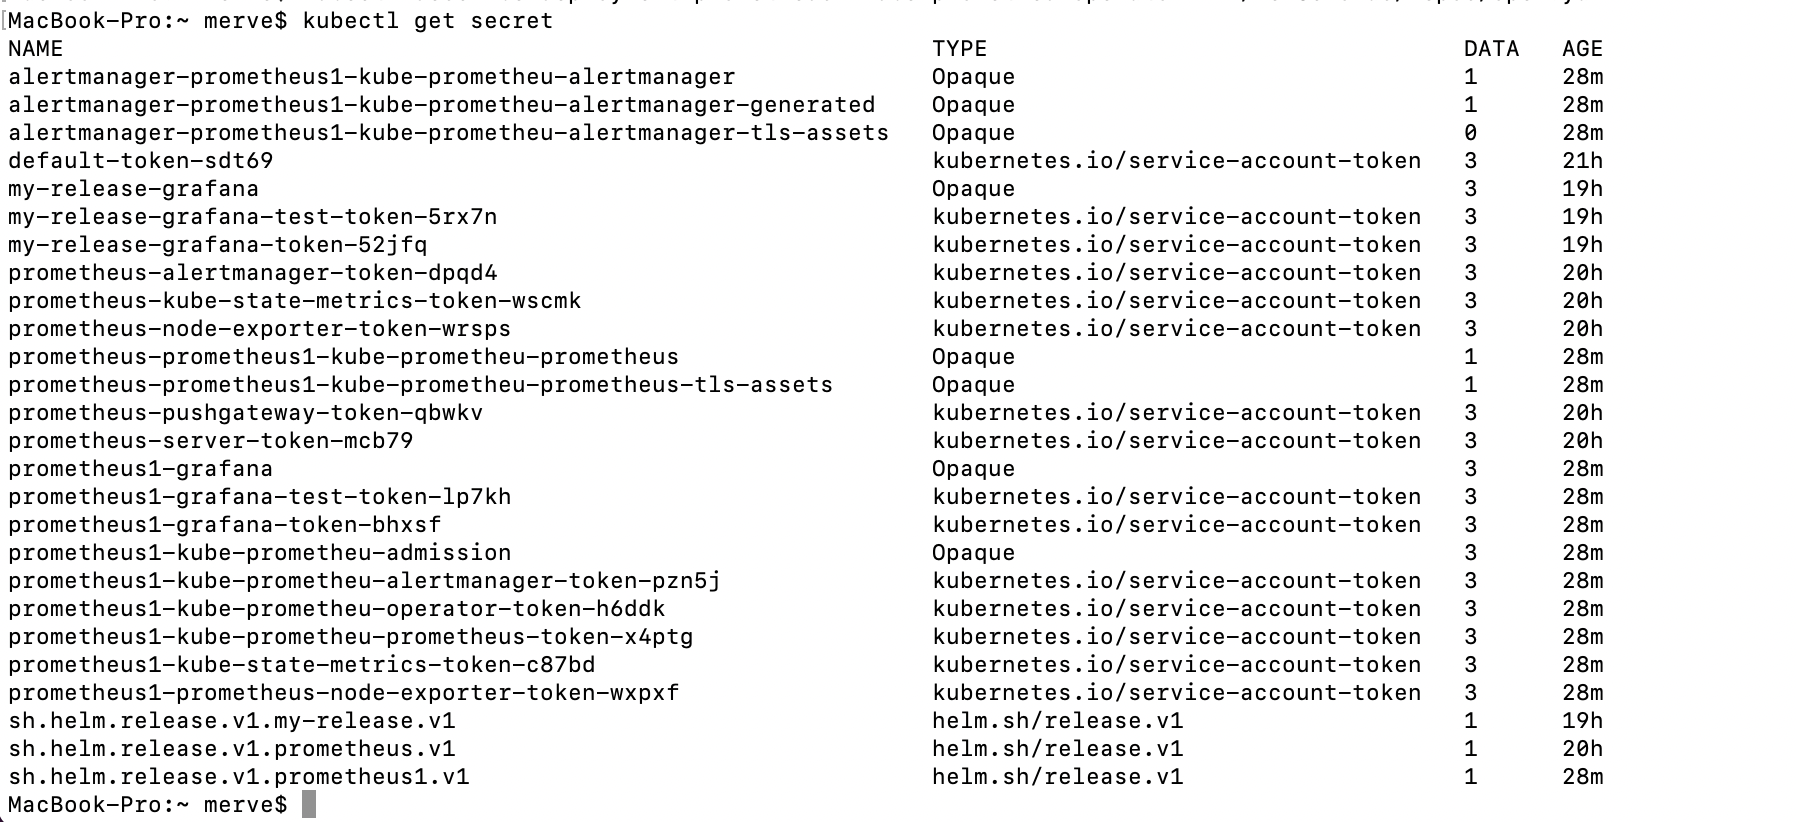 MacBook-Pro:~ merve$ kubectl get secret
NAME TYPE DATA AGE
alertmanager-prometheus1-kube-prometheu-alertmanager Opaque 1 28m
alertmanager-prometheus1-kube-prometheu-alertmanager-generated Opaque 1 28m
alertmanager-prometheus1-kube-prometheu-alertmanager-tls-assets Opaque 0 28m
default-token-sdt69 kubernetes.io/service-account-token 3 21h
my-release-grafana Opaque 3 19h
my-release-grafana-test-token-5rx7n kubernetes.io/service-account-token 3 19h
my-release-grafana-token-52jfq kubernetes.io/service-account-token 3 19h
prometheus-alertmanager-token-dpqd4 kubernetes.io/service-account-token 3 20h
prometheus-kube-state-metrics-token-wscmk kubernetes.io/service-account-token 3 20h
prometheus-node-exporter-token-wrsps kubernetes.io/service-account-token 3 20h
prometheus-prometheus1-kube-prometheu-prometheus Opaque 1 28m
prometheus-prometheus1-kube-prometheu-prometheus-tls-assets Opaque 1 28m
prometheus-pushgateway-token-qbwkv kubernetes.io/service-account-token 3 20h
prometheus-server-token-mcb79 kubernetes.io/service-account-token 3 20h
prometheus1-grafana Opaque 3 28m
prometheus1-grafana-test-token-lp7kh kubernetes.io/service-account-token 3 28m
prometheus1-grafana-token-bhxsf kubernetes.io/service-account-token 3 28m
prometheus1-kube-prometheu-admission Opaque 3 28m
prometheus1-kube-prometheu-alertmanager-token-pzn5j kubernetes.io/service-account-token 3 28m
prometheus1-kube-prometheu-operator-token-h6ddk kubernetes.io/service-account-token 3 28m
prometheus1-kube-prometheu-prometheus-token-x4ptg kubernetes.io/service-account-token 3 28m
prometheus1-kube-state-metrics-token-c87bd kubernetes.io/service-account-token 3 28m
prometheus1-prometheus-node-exporter-token-wxpxf kubernetes.io/service-account-token 3 28m
sh.helm.release.v1.my-release.v1 helm.sh/release.v1 1 19h
sh.helm.release.v1.prometheus.v1 helm.sh/release.v1 1 20h
sh.helm.release.v1.prometheus1.v1 helm.sh/release.v1 1 28m
MacBook-Pro:~ merve$